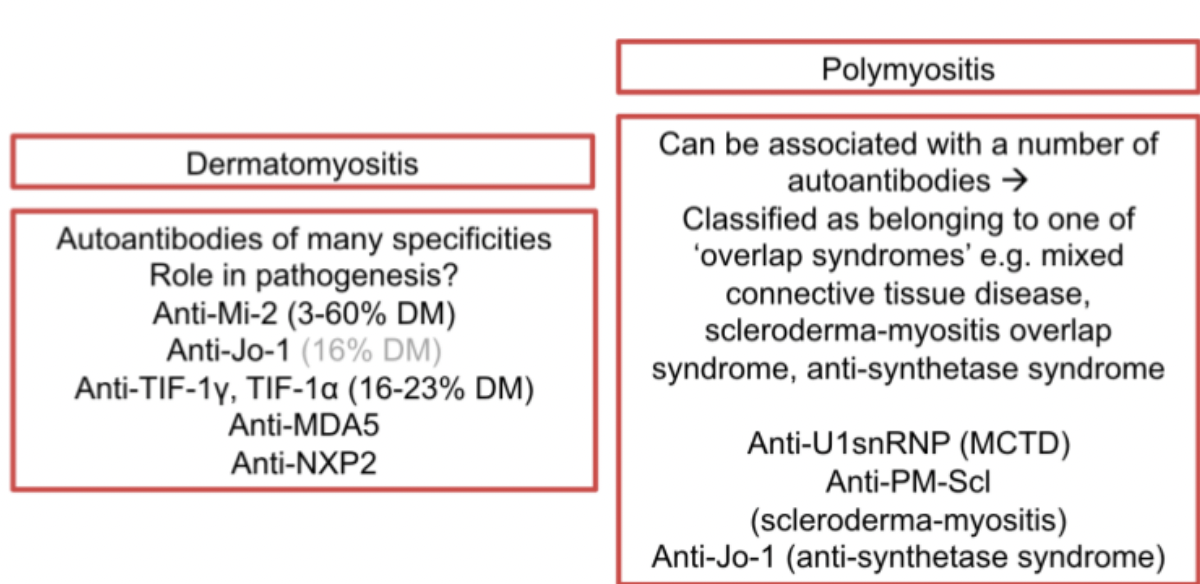 Dermatomyositis
Autoantibodies of many specificities
Role in pathogenesis?
Anti-Mi-2 (3-60% DM)
Anti-Jo-1 (16% DM)
Anti-TIF-1γ, TIF-1α (16-23% DM)
Anti-MDA5
Anti-NXP2
Polymyositis
Can be associated with a number of
autoantibodies →
Classified as belonging to one of
‘overlap syndromes’ e.g. mixed
connective tissue disease,
scleroderma-myositis overlap
syndrome, anti-synthetase syndrome
Anti-U1snRNP (MCTD)
Anti-PM-Scl
(scleroderma-myositis)
Anti-Jo-1 (anti-synthetase syndrome)